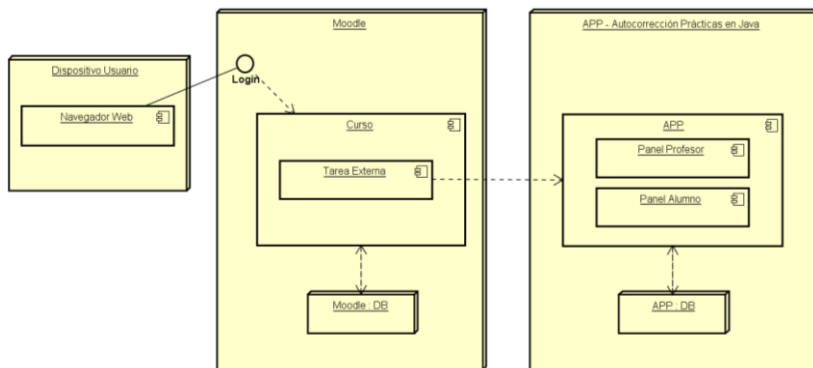 Moodle
APP - Autocorrección Prácticas en Java
Dispositivo Usuario
Login
Navegador Web
Curso
APP
Panel Profesor
Tarea Externa
Panel Alumno
Moodle : DB
APP : DB